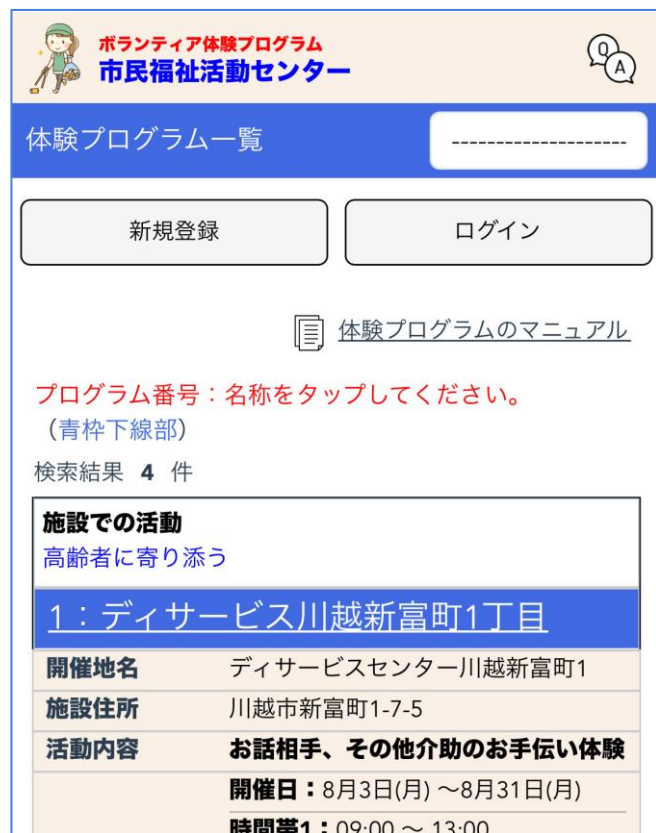 ボランティア体験プログラム
市民福祉活動センター
Q
A
体験プログラム一覧
--------------------
新規登録
ログイン
体験プログラムのマニュアル
プログラム番号：名称をタップしてください。
（青枠下線部）
検索結果 4 件
施設での活動
高齢者に寄り添う
1：ディサービス川越新富町1丁目
開催地名 ディサービスセンター川越新富町1
施設住所 川越市新富町1-7-5
活動内容 お話相手、その他介助のお手伝い体験
開催日：8月3日(月) ～8月31日(月)
時間帯1：09:00 ～ 13:00